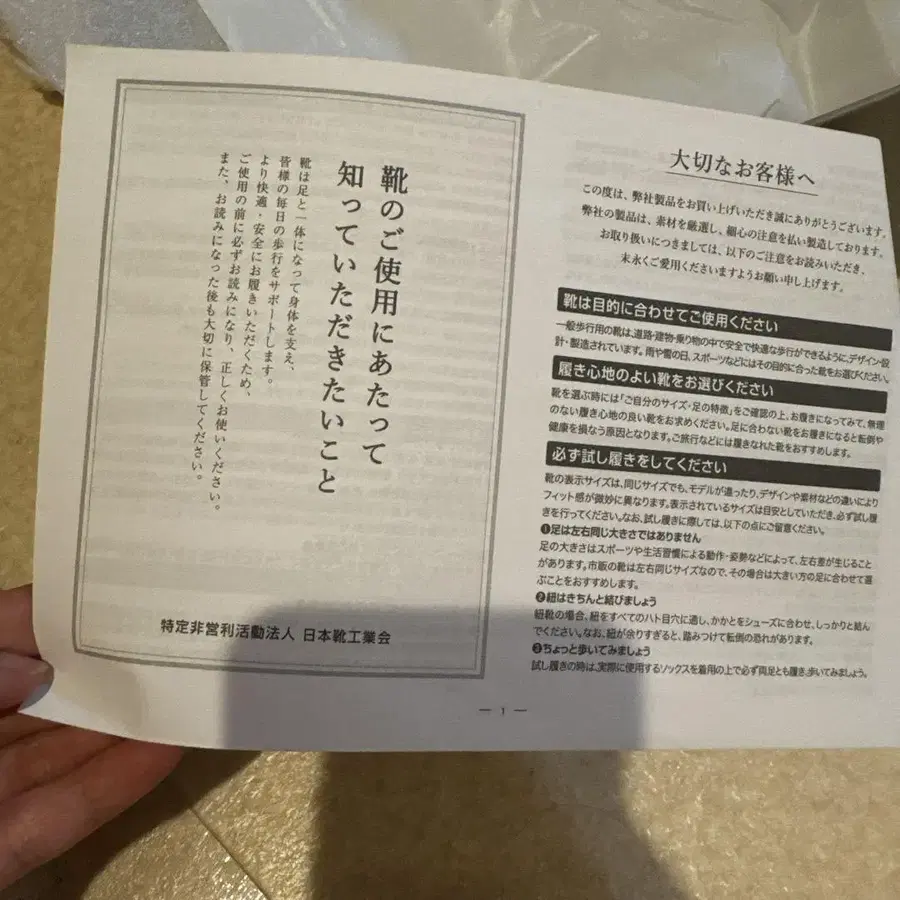 靴のご使用にあたって
知っていただきたいこと
靴は足と一体になって身体を支え、
皆様の毎日の歩行をサポートします。
より快適・安全にお履きいただくため、
ご使用の前に必ずお読みになり、正しくお使いください。
また、お読みになった後も大切に保管してください。
特定非営利活動法人 日本靴工業会
大切なお客様へ
この度は、弊社製品をお買い上げいただき誠にありがとうございます。
弊社の製品は、素材を厳選し、細心の注意を払い製造しております。
お取り扱いにつきましては、以下のご注意をお読みいただき、
末永くご愛用くださいますようお願い申し上げます。
靴は目的に合わせてご使用ください
一般歩行用の靴は、道路・建物・乗り物の中で安全で快適な歩行ができるように、デザイン・設
計・製造されています。雨や雪の日、スポーツなどにはその目的に合った靴をお選びください。
履き心地のよい靴をお選びください
靴を選ぶ時には「ご自分のサイズ・足の特徴」をご確認の上、お履きになってみて、無理
のない履き心地の良い靴をお求めください。足に合わない靴をお履きになると転倒や
健康を損なう原因となります。ご旅行などには履きなれた靴をおすすめします。
必ず試し履きをしてください
靴の表示サイズは、同じサイズでも、モデルが違ったり、デザインや素材などの違いにより
フィット感が微妙に異なります。表示されているサイズは目安としていただき、必ず試し履
きを行ってください。なお、試し履きに際しては、以下の点にご留意ください。
❶足は左右同じ大きさではありません
足の大きさはスポーツや生活習慣による動作・姿勢などによって、左右差が生じること
があります。市販の靴は左右同じサイズなので、その場合は大きい方の足に合わせて選
ぶことをおすすめします。
❷紐はきちんと結びましょう
紐靴の場合、紐をすべてのハト目穴に通し、かかとをシューズに合わせ、しっかりと結ん
でください。なお、紐が余りすぎると、踏みつけて転倒の恐れがあります。
❸ちょっと歩いてみましょう
試し履きの時は、実際に使用するソックスを着用の上で必ず両足とも履き、歩いてみましょう。
— 1 —